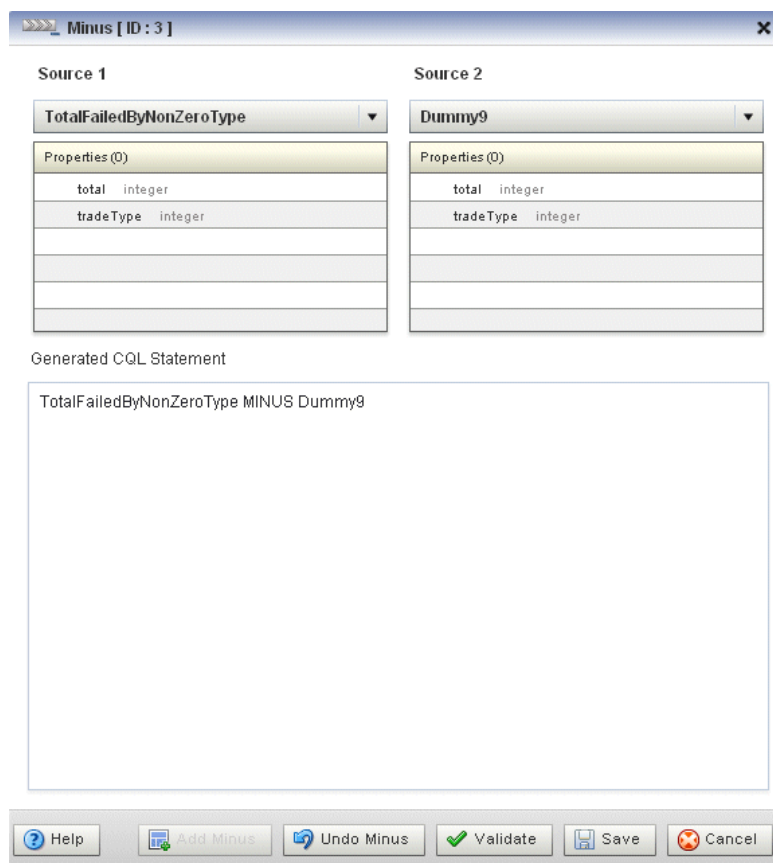 Minus [ ID : 3 ]
Source 1
Source 2
TotalFailedByNonZeroType
Dummy9
Properties (0)
Properties (0)
total integer
total integer
tradeType integer
tradeType integer
Generated CQL Statement
TotalFailedByNonZeroType MINUS Dummy9
Help
Add Minus
Undo Minus
Validate
Save
Cancel